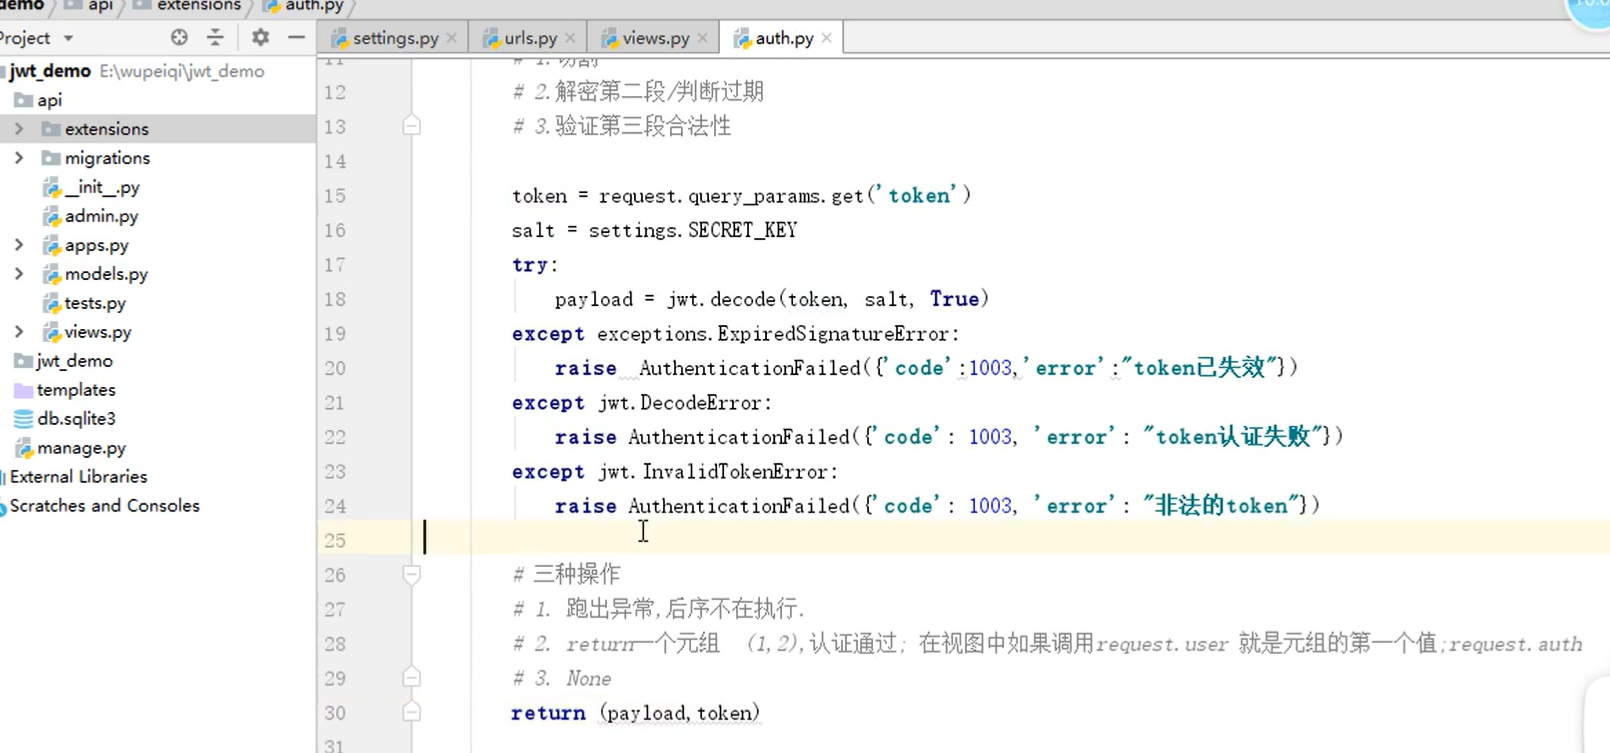 demo api extensions auth.py
Project
settings.py urls.py views.py auth.py
jwt_demo E:\wupeiqi\jwt_demo
api
extensions
migrations
__init__.py
admin.py
apps.py
models.py
tests.py
views.py
jwt_demo
templates
db.sqlite3
manage.py
External Libraries
Scratches and Consoles
11 # 1.切割
12 # 2.解密第二段/判断过期
13 # 3.验证第三段合法性
14
15 token = request.query_params.get('token')
16 salt = settings.SECRET_KEY
17 try:
18 payload = jwt.decode(token, salt, True)
19 except exceptions.ExpiredSignatureError:
20 raise  AuthenticationFailed({'code':1003,'error':"token已失效"})
21 except jwt.DecodeError:
22 raise AuthenticationFailed({'code': 1003, 'error': "token认证失败"})
23 except jwt.InvalidTokenError:
24 raise AuthenticationFailed({'code': 1003, 'error': "非法的token"})
25
26 # 三种操作
27 # 1. 跑出异常,后序不在执行.
28 # 2. return一个元组 (1,2),认证通过; 在视图中如果调用request.user 就是元组的第一个值;request.auth
29 # 3. None
30 return (payload,token)
31